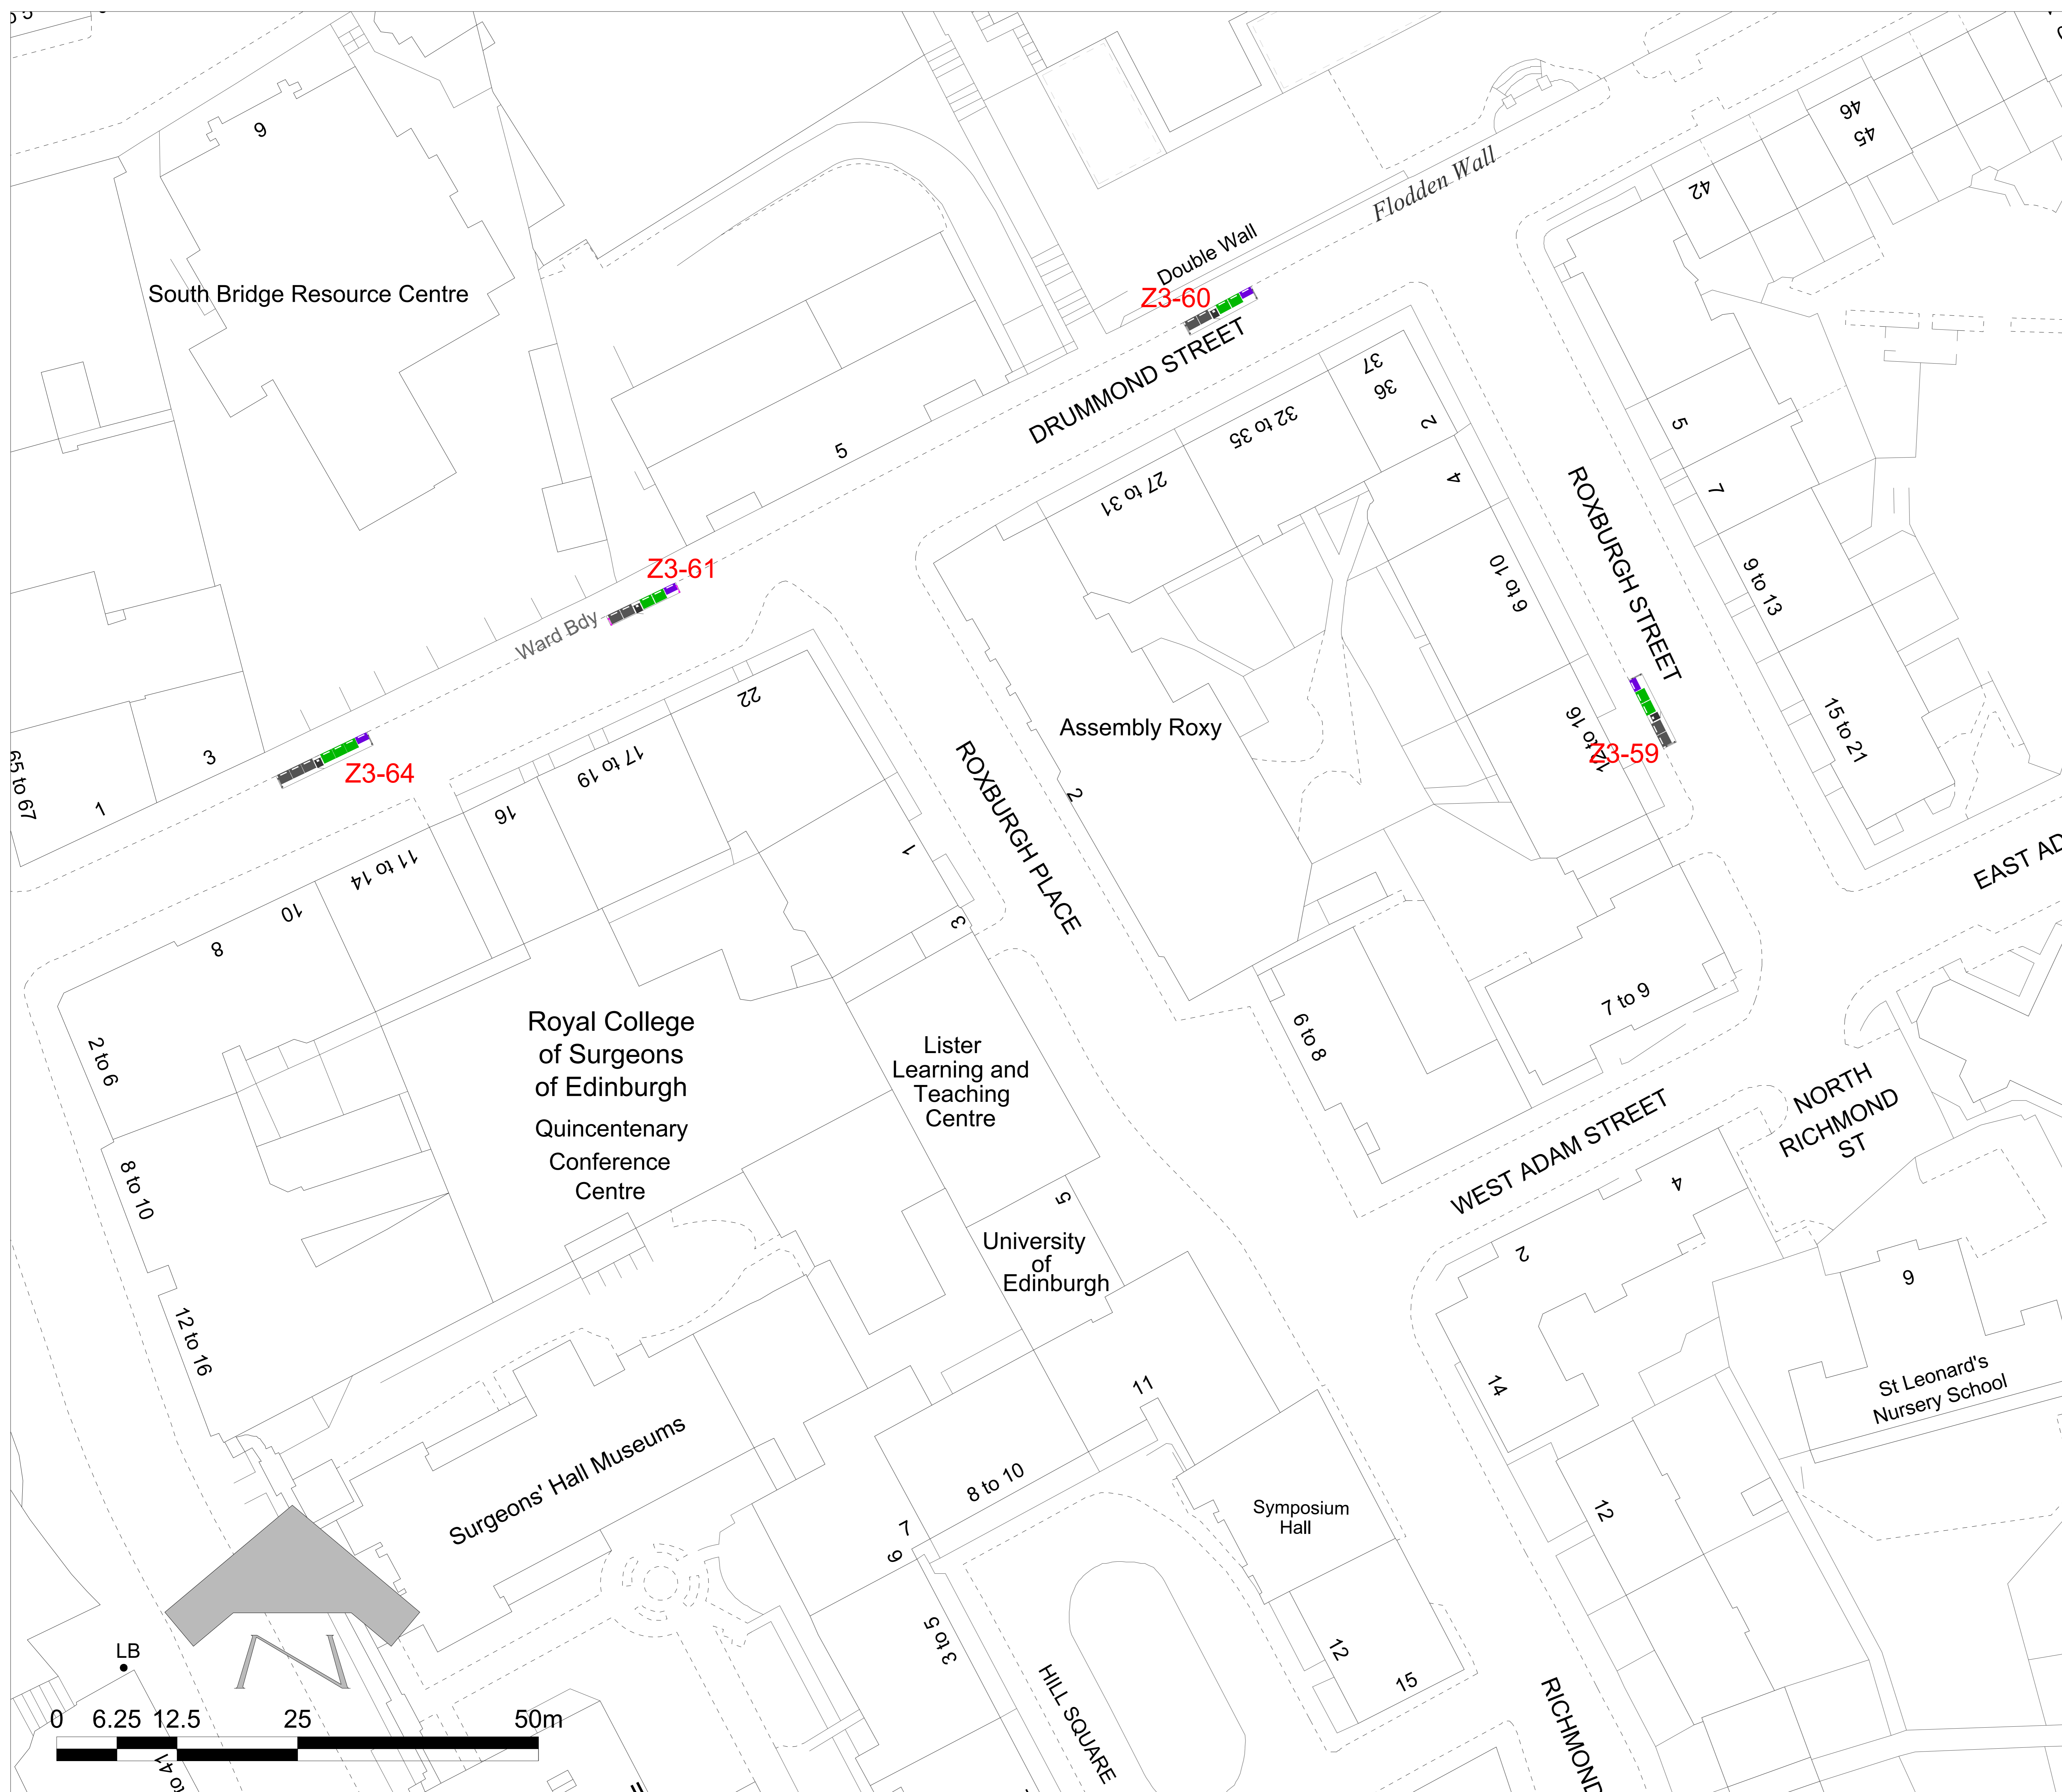 6
South Bridge Resource Centre
Double Wall
Flodden Wall
46
45
42
Z3-60
DRUMMOND STREET
37
36
32 to 35
27 to 31
2
4
5
5
7
ROXBURGH STREET
6 to 10
9 to 13
Z3-61
Ward Bdy
22
17 to 19
16
Z3-64
3
1
65 to 67
Assembly Roxy
2
ROXBURGH PLACE
12 to 16
Z3-59
15 to 21
EAST AD
11 to 14
10
8
1
3
2 to 6
Royal College
of Surgeons
of Edinburgh
Quincentenary
Conference
Centre
Lister
Learning and
Teaching
Centre
6 to 8
7 to 9
WEST ADAM STREET
NORTH
RICHMOND
ST
8 to 10
5
University
of
Edinburgh
4
2
9
12 to 16
11
14
St Leonard's
Nursery School
Surgeons' Hall Museums
8 to 10
7
6
Symposium
Hall
12
3 to 5
12
15
HILL SQUARE
RICHMOND
LB
N
0 6.25 12.5 25 50m
to 41